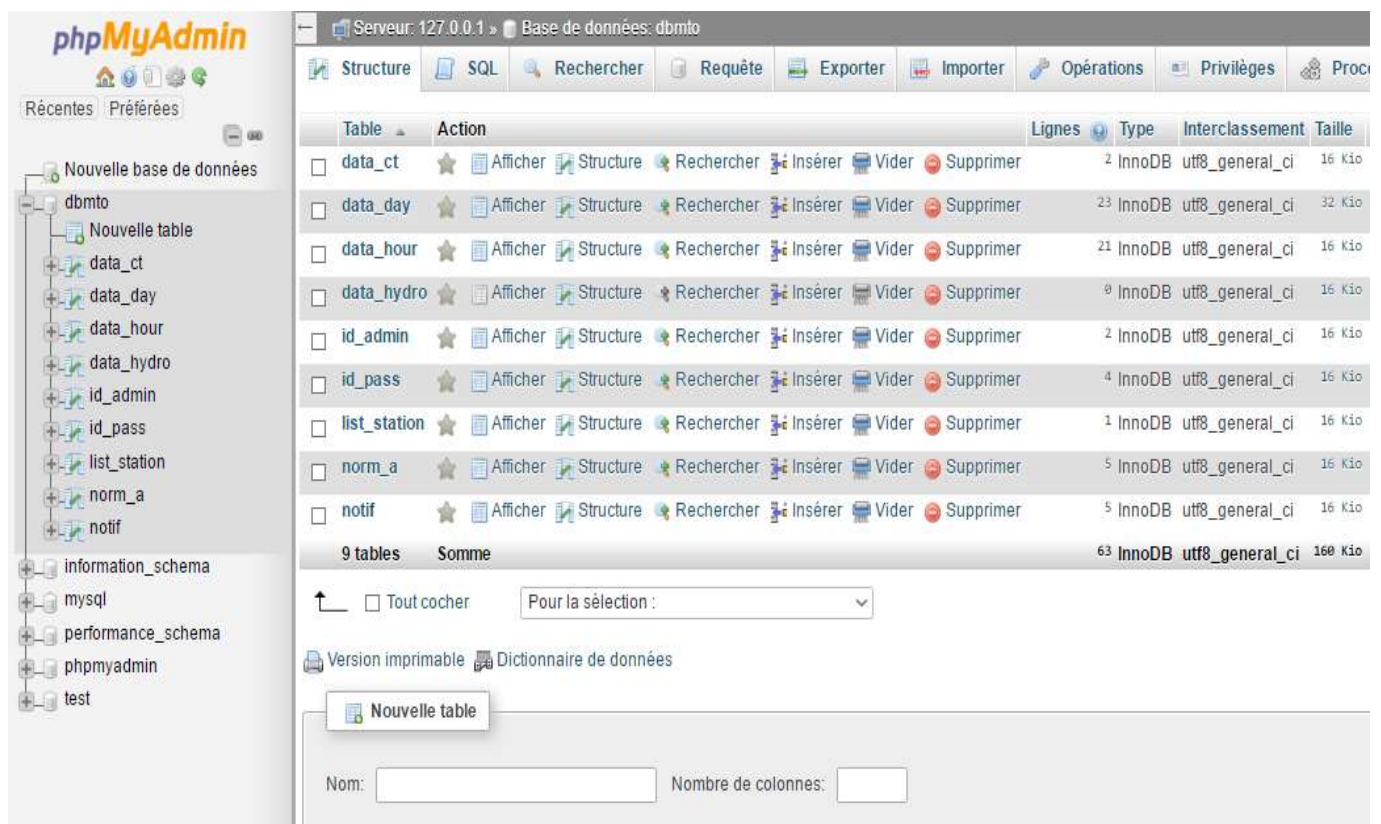 phpMyAdmin
Récentes Préférées
Nouvelle base de données
dbmto
Nouvelle table
data_ct
data_day
data_hour
data_hydro
id_admin
id_pass
list_station
norm_a
notif
information_schema
mysql
performance_schema
phpmyadmin
test
Serveur: 127.0.0.1 » Base de données: dbmto
Structure SQL Rechercher Requête Exporter Importer Opérations Privilèges
Table Action Lignes Type Interclassement Taille
data_ct Afficher Structure Rechercher Insérer Vider Supprimer 2 InnoDB utf8_general_ci 16 Kio
data_day Afficher Structure Rechercher Insérer Vider Supprimer 23 InnoDB utf8_general_ci 32 Kio
data_hour Afficher Structure Rechercher Insérer Vider Supprimer 21 InnoDB utf8_general_ci 16 Kio
data_hydro Afficher Structure Rechercher Insérer Vider Supprimer 0 InnoDB utf8_general_ci 16 Kio
id_admin Afficher Structure Rechercher Insérer Vider Supprimer 2 InnoDB utf8_general_ci 16 Kio
id_pass Afficher Structure Rechercher Insérer Vider Supprimer 4 InnoDB utf8_general_ci 16 Kio
list_station Afficher Structure Rechercher Insérer Vider Supprimer 1 InnoDB utf8_general_ci 16 Kio
norm_a Afficher Structure Rechercher Insérer Vider Supprimer 5 InnoDB utf8_general_ci 16 Kio
notif Afficher Structure Rechercher Insérer Vider Supprimer 5 InnoDB utf8_general_ci 16 Kio
9 tables Somme 63 InnoDB utf8_general_ci 160 Kio
Tout cocher Pour la sélection :
Version imprimable Dictionnaire de données
Nouvelle table
Nom: Nombre de colonnes: